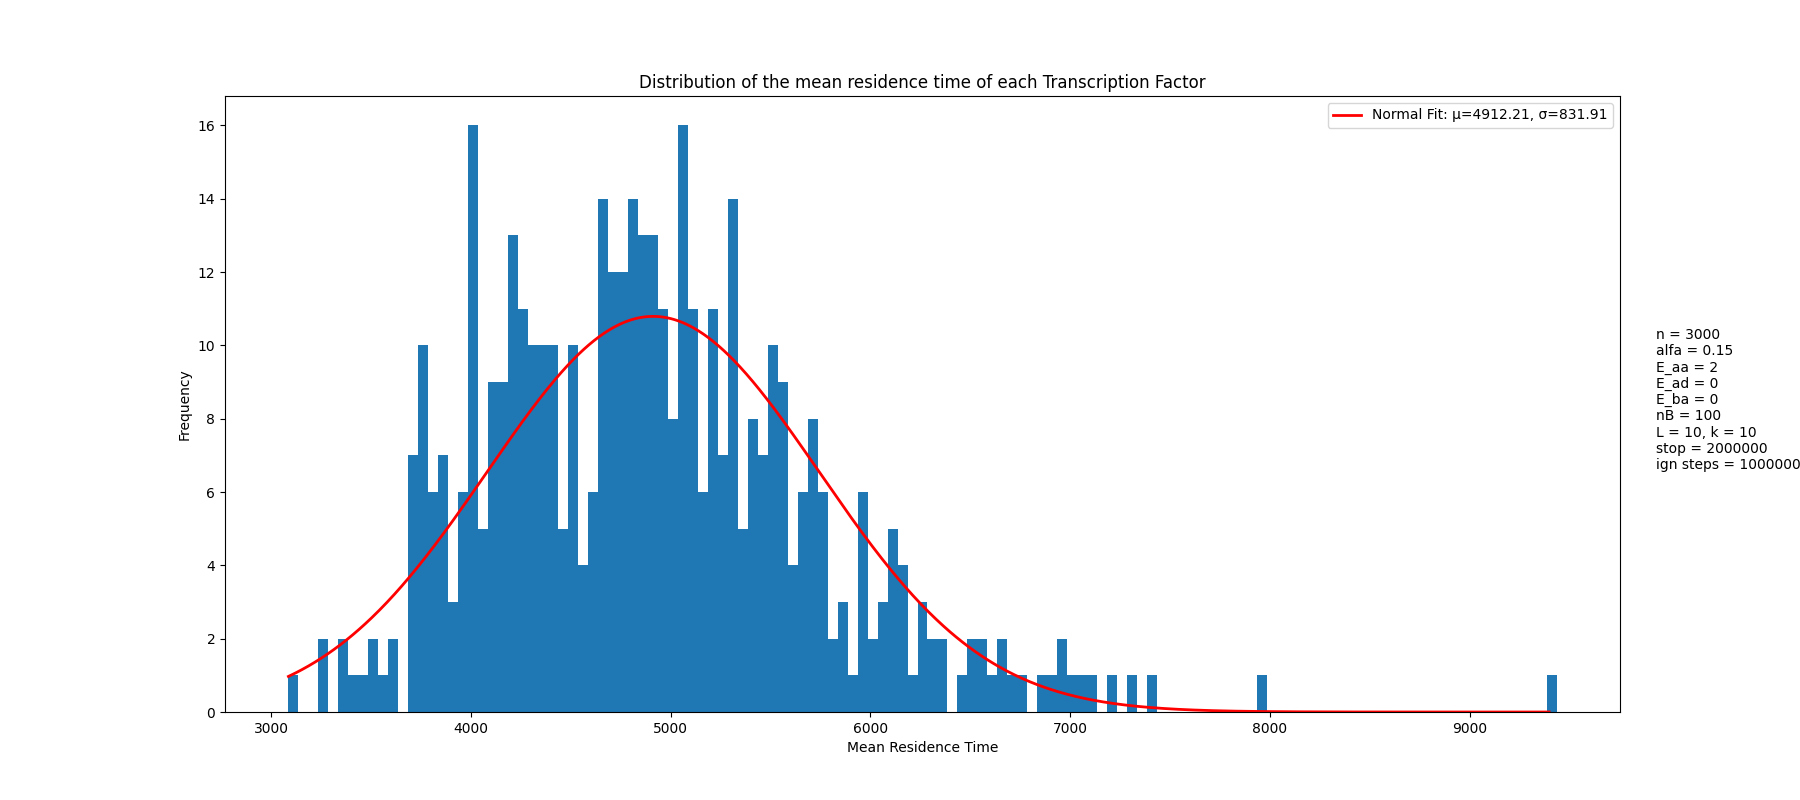 Distribution of the mean residence time of each Transcription Factor
Normal Fit: μ=4912.21, σ=831.91
16
14
12
10
8
6
4
2
0
Frequency
3000 4000 5000 6000 7000 8000 9000
Mean Residence Time
n = 3000
alfa = 0.15
E_aa = 2
E_ad = 0
E_ba = 0
nB = 100
L = 10, k = 10
stop = 2000000
ign steps = 1000000